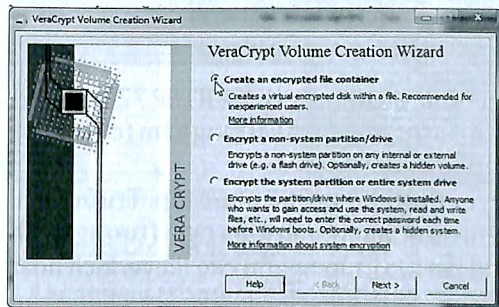 VeraCrypt Volume Creation Wizard
VeraCrypt Volume Creation Wizard
Create an encrypted file container
Creates a virtual encrypted disk within a file. Recommended for
inexperienced users.
More information
Encrypt a non-system partition/drive
Encrypts a non-system partition on any internal or external
drive (e.g. a flash drive). Optionally, creates a hidden volume.
Encrypt the system partition or entire system drive
Encrypts the partition/drive where Windows is installed. Anyone
who wants to gain access and use the system, read and write
files, etc., will need to enter the correct password each time
before Windows boots. Optionally, creates a hidden system.
More information about system encryption
VERA CRYPT
Help
< Back
Next >
Cancel